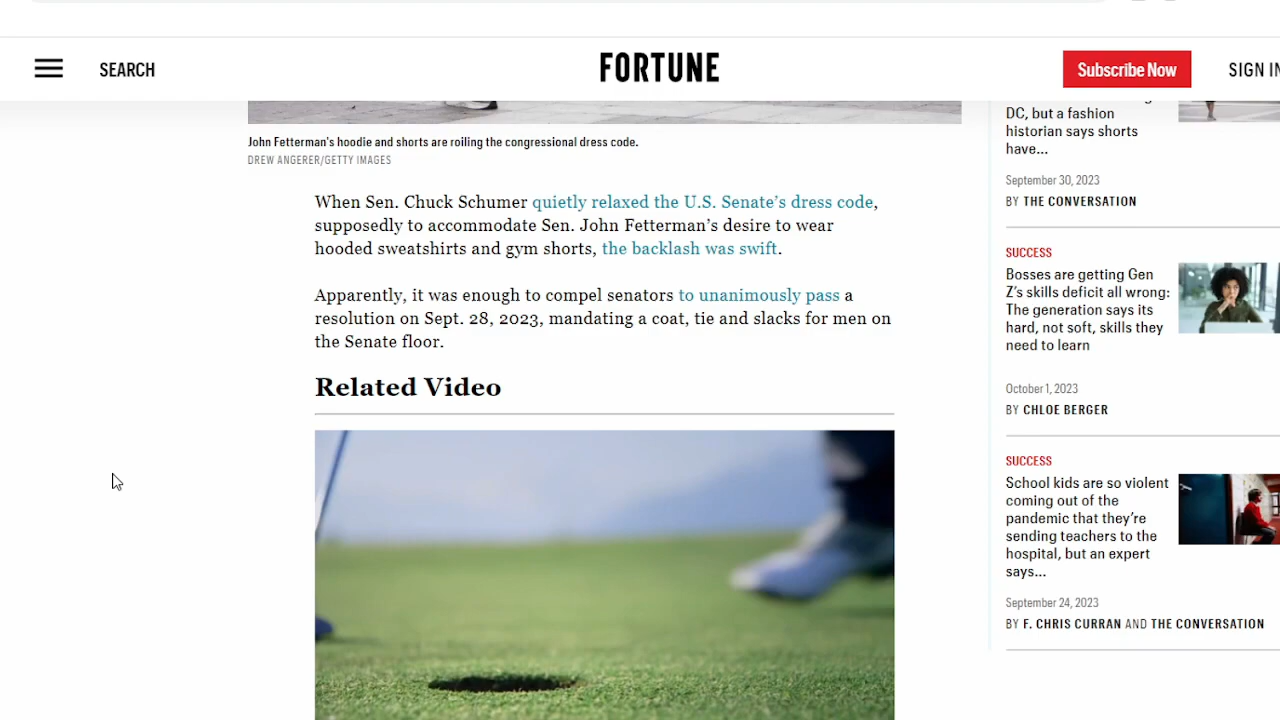 SEARCH
FORTUNE
Subscribe Now
SIGN IN
John Fetterman's hoodie and shorts are roiling the congressional dress code.
DREW ANGERER/GETTY IMAGES
When Sen. Chuck Schumer quietly relaxed the U.S. Senate’s dress code,
supposedly to accommodate Sen. John Fetterman’s desire to wear
hooded sweatshirts and gym shorts, the backlash was swift.
Apparently, it was enough to compel senators to unanimously pass a
resolution on Sept. 28, 2023, mandating a coat, tie and slacks for men on
the Senate floor.
Related Video
DC, but a fashion
historian says shorts
have...
September 30, 2023
BY THE CONVERSATION
SUCCESS
Bosses are getting Gen
Z’s skills deficit all wrong:
The generation says its
hard, not soft, skills they
need to learn
October 1, 2023
BY CHLOE BERGER
SUCCESS
School kids are so violent
coming out of the
pandemic that they’re
sending teachers to the
hospital, but an expert
says...
September 24, 2023
BY F. CHRIS CURRAN AND THE CONVERSATION